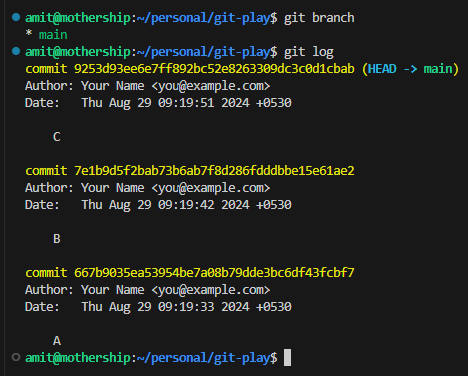 amit@mothership:~/personal/git-play$ git branch
* main
amit@mothership:~/personal/git-play$ git log
commit 9253d93ee6e7ff892bc52e8263309dc3c0d1cbab (HEAD -> main)
Author: Your Name <you@example.com>
Date:   Thu Aug 29 09:19:51 2024 +0530
C
commit 7e1b9d5f2bab73b6ab7f8d286fdddbbe15e61ae2
Author: Your Name <you@example.com>
Date:   Thu Aug 29 09:19:42 2024 +0530
B
commit 667b9035ea53954be7a08b79dde3bc6df43fcbf7
Author: Your Name <you@example.com>
Date:   Thu Aug 29 09:19:33 2024 +0530
A
amit@mothership:~/personal/git-play$